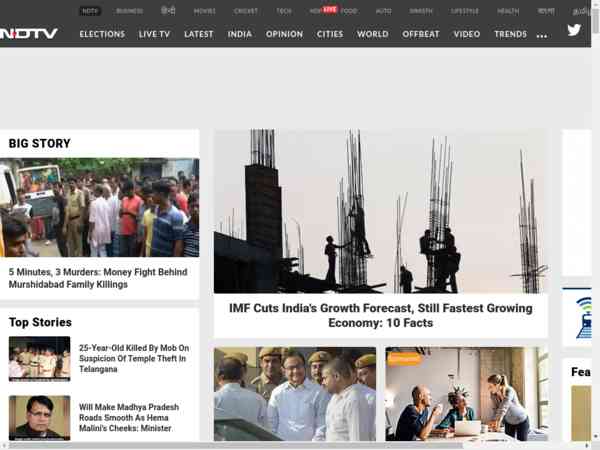 NDTV
BUSINESS
हिन्दी
MOVIES
CRICKET
TECH
HOP LIVE
FOOD
AUTO
SWASTH
LIFESTYLE
HEALTH
বাংলা
NDTV
ELECTIONS
LIVE TV
LATEST
INDIA
OPINION
CITIES
WORLD
OFFBEAT
VIDEO
TRENDS
BIG STORY
5 Minutes, 3 Murders: Money Fight Behind
Murshidabad Family Killings
IMF Cuts India's Growth Forecast, Still Fastest Growing
Economy: 10 Facts
Top Stories
25-Year-Old Killed By Mob On
Suspicion Of Temple Theft In
Telangana
Will Make Madhya Pradesh
Roads Smooth As Hema
Malini's Cheeks: Minister
Sponsored
Fea